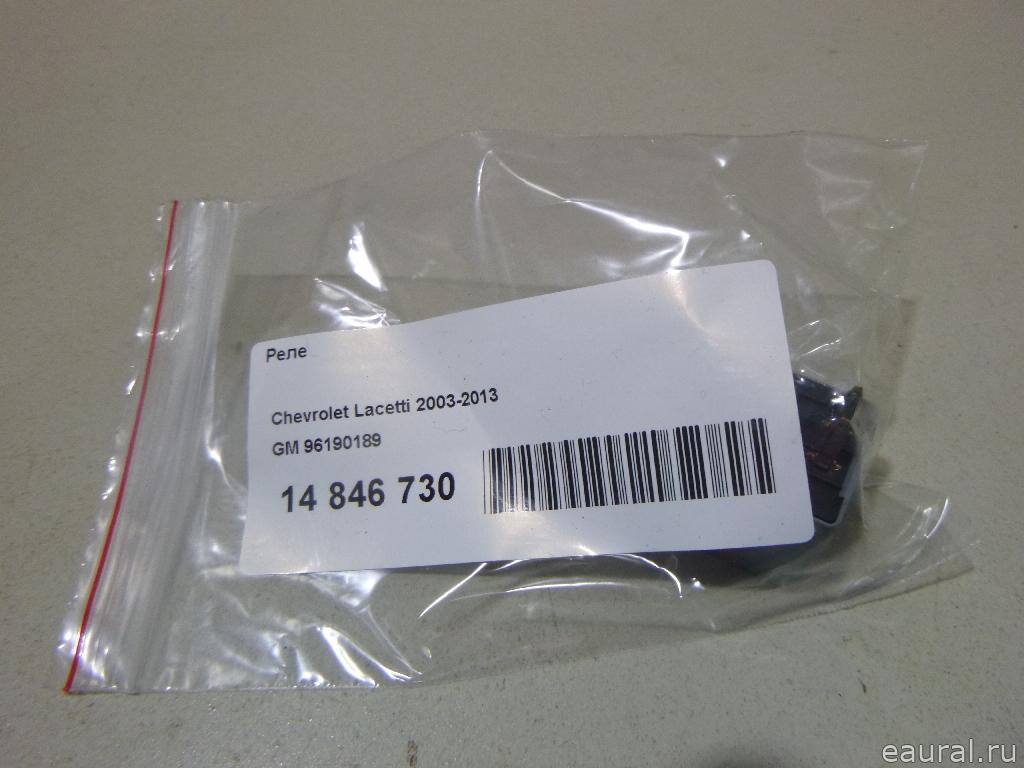 Реле
Chevrolet Lacetti 2003-2013
GM 96190189
14 846 730
eaural.ru